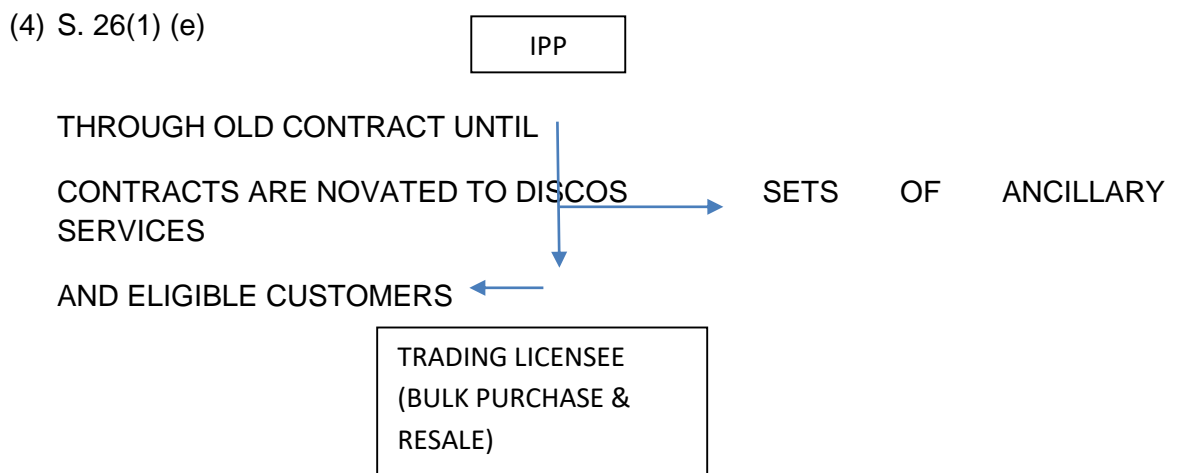 (4) S. 26(1) (e)
IPP
THROUGH OLD CONTRACT UNTIL
CONTRACTS ARE NOVATED TO DISCOS SETS OF ANCILLARY
SERVICES
AND ELIGIBLE CUSTOMERS
TRADING LICENSEE
(BULK PURCHASE &
RESALE)